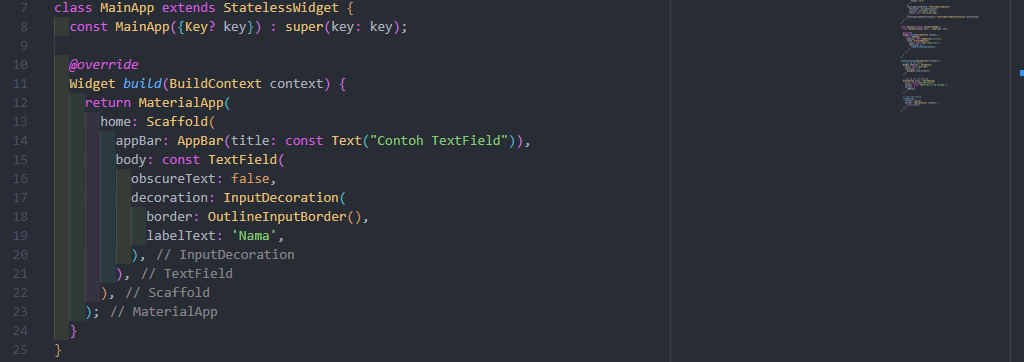 7 class MainApp extends StatelessWidget {
8   const MainApp({Key? key}) : super(key: key);
9
10   @override
11   Widget build(BuildContext context) {
12     return MaterialApp(
13       home: Scaffold(
14         appBar: AppBar(title: const Text("Contoh TextField")),
15         body: const TextField(
16           obscureText: false,
17           decoration: InputDecoration(
18             border: OutlineInputBorder(),
19             labelText: 'Nama',
20           ), // InputDecoration
21         ), // TextField
22       ), // Scaffold
23     ); // MaterialApp
24   }
25 }